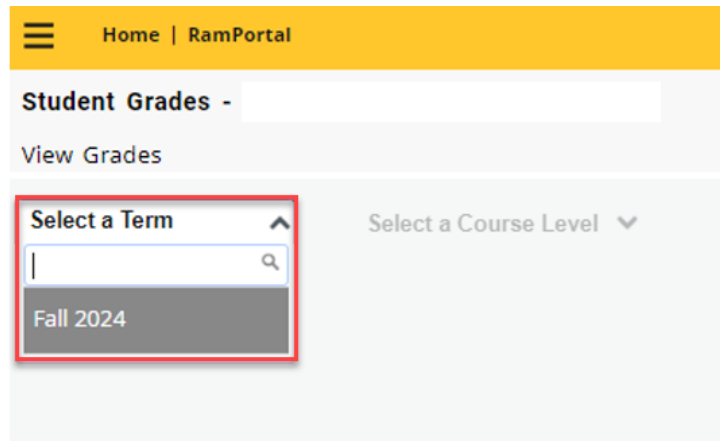 Home | RamPortal
Student Grades -
View Grades
Select a Term
Select a Course Level
Fall 2024